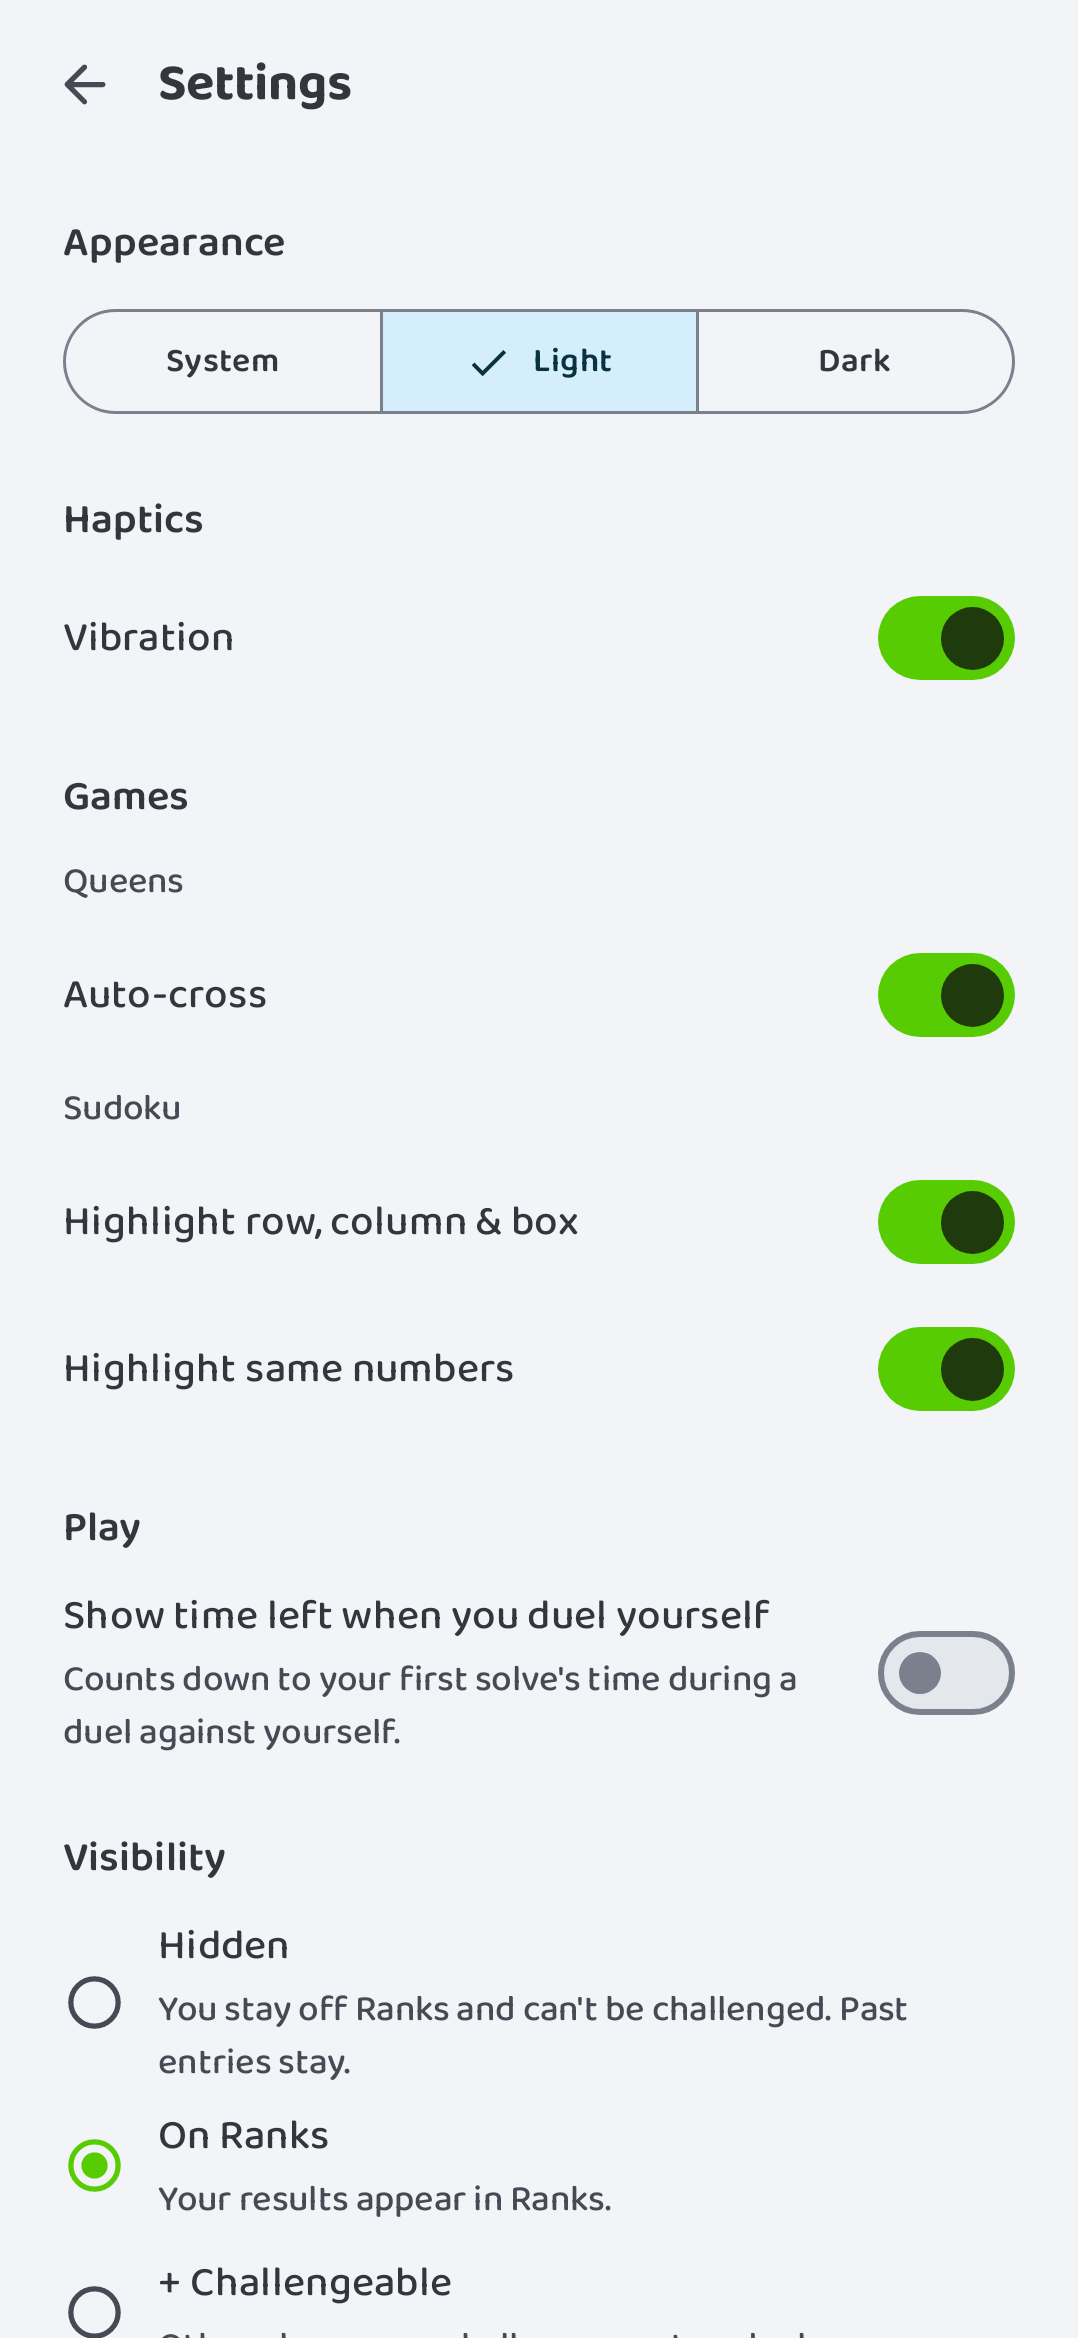 Settings
Appearance
System
Light
Dark
Haptics
Vibration
Games
Queens
Auto-cross
Sudoku
Highlight row, column & box
Highlight same numbers
Play
Show time left when you duel yourself
Counts down to your first solve's time during a
duel against yourself.
Visibility
Hidden
You stay off Ranks and can't be challenged. Past
entries stay.
On Ranks
Your results appear in Ranks.
+ Challengeable